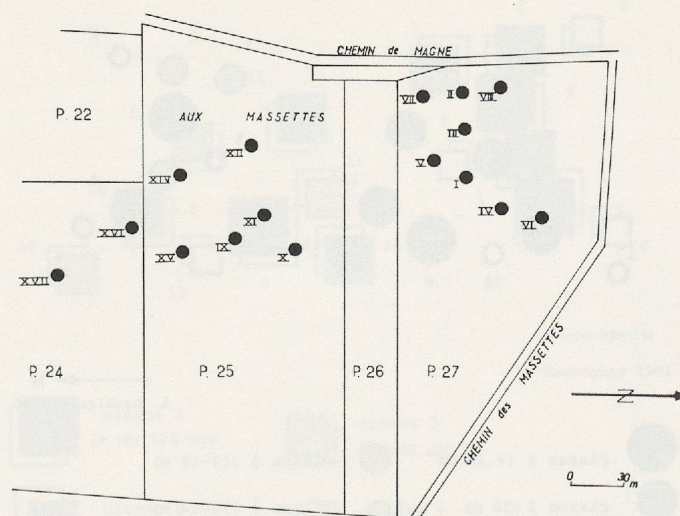 CHEMIN de MAGNE
P. 22
AUX MASSETTES
VII
II
VIII
III
XII
V
XIV
I
IV
VI
XI
XVI
IX
XV
X
XVII
P. 24
P. 25
P. 26
P. 27
CHEMIN des MASSETTES
N
0 30 m